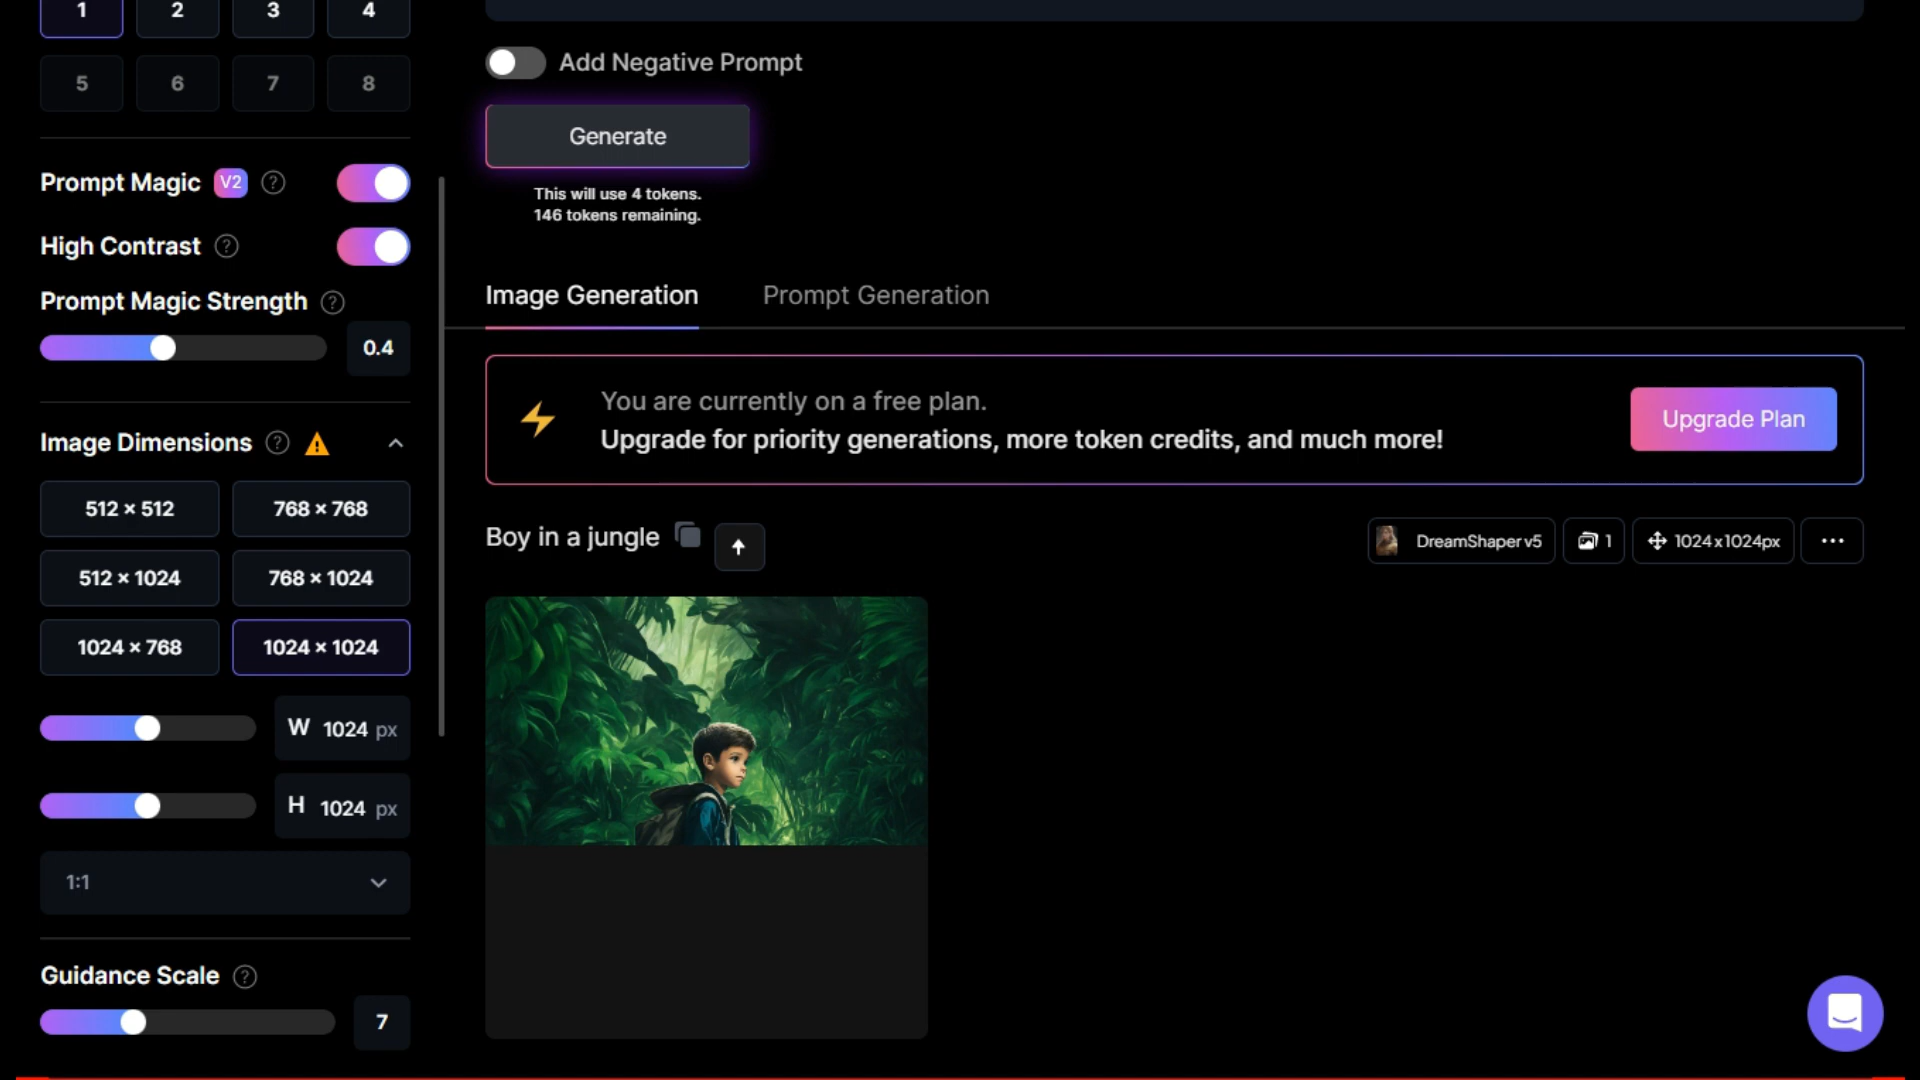 1 2 3 4
5 6 7 8
Prompt Magic V2 ?
High Contrast ?
Prompt Magic Strength ?
0.4
Image Dimensions ?
512 × 512 768 × 768
512 × 1024 768 × 1024
1024 × 768 1024 × 1024
W 1024 px
H 1024 px
1:1
Guidance Scale ?
7
Add Negative Prompt
Generate
This will use 4 tokens.
146 tokens remaining.
Image Generation Prompt Generation
You are currently on a free plan.
Upgrade for priority generations, more token credits, and much more!
Upgrade Plan
Boy in a jungle
DreamShaper v5 1 1024x1024px ...